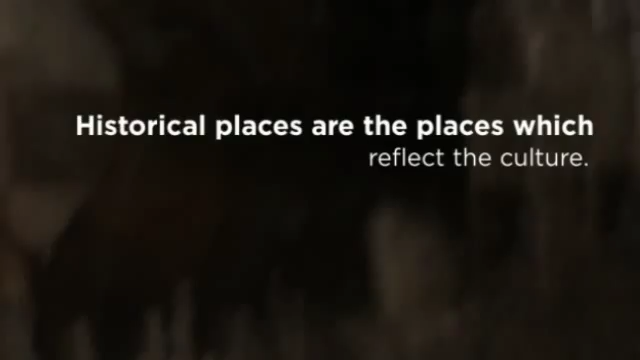 Historical places are the places which
reflect the culture.